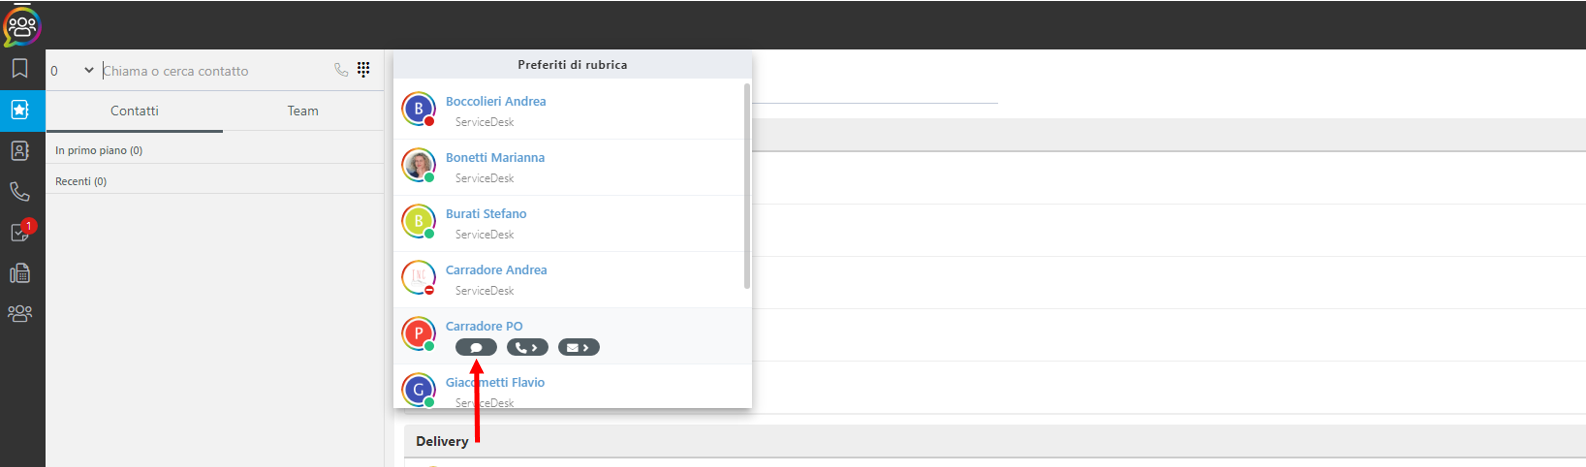 0 Chiama o cerca contatto
Contatti Team
In primo piano (0)
Recenti (0)
1
Preferiti di rubrica
B Boccolieri Andrea
ServiceDesk
Bonetti Marianna
ServiceDesk
B Burati Stefano
ServiceDesk
Carradore Andrea
ServiceDesk
P Carradore PO
G Giacometti Flavio
ServiceDesk
Delivery